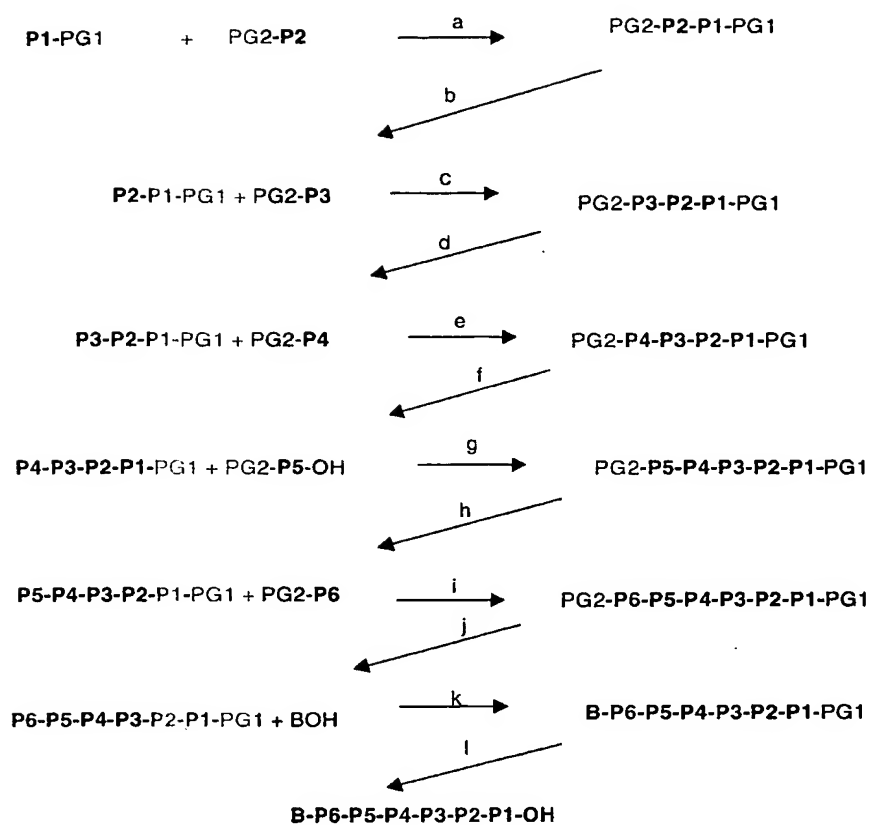 P1-PG1 + PG2-P2 a PG2-P2-P1-PG1
b
P2-P1-PG1 + PG2-P3 c PG2-P3-P2-P1-PG1
d
P3-P2-P1-PG1 + PG2-P4 e PG2-P4-P3-P2-P1-PG1
f
P4-P3-P2-P1-PG1 + PG2-P5-OH g PG2-P5-P4-P3-P2-P1-PG1
h
P5-P4-P3-P2-P1-PG1 + PG2-P6 i PG2-P6-P5-P4-P3-P2-P1-PG1
j
P6-P5-P4-P3-P2-P1-PG1 + BOH k B-P6-P5-P4-P3-P2-P1-PG1
l
B-P6-P5-P4-P3-P2-P1-OH